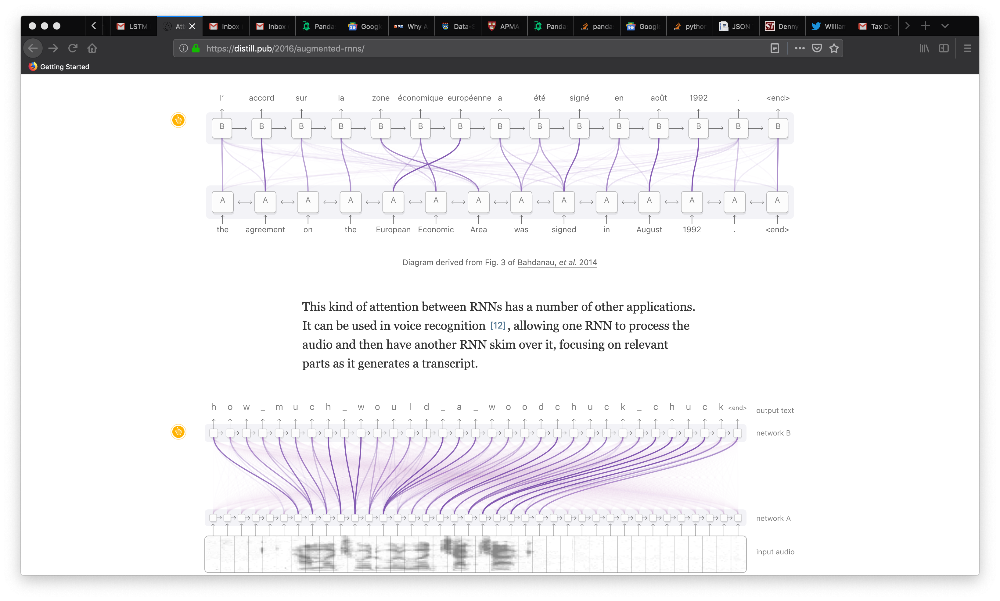 LSTM Att Inbox Inbox Panda Googl Why A Data-S APMA Panda panda Googl python JSON Denny Willian Tax Do
https://distill.pub/2016/augmented-rnns/
Getting Started
l’ accord sur la zone économique européenne a été signé en août 1992 . <end>
B B B B B B B B B B B B B B B
A A A A A A A A A A A A A A
the agreement on the European Economic Area was signed in August 1992 . <end>
Diagram derived from Fig. 3 of Bahdanau, et al. 2014
This kind of attention between RNNs has a number of other applications.
It can be used in voice recognition [12], allowing one RNN to process the
audio and then have another RNN skim over it, focusing on relevant
parts as it generates a transcript.
h o w _ m u c h _ w o u l d _ a _ w o o d c h u c k _ c h u c k <end> output text
network B
network A
input audio